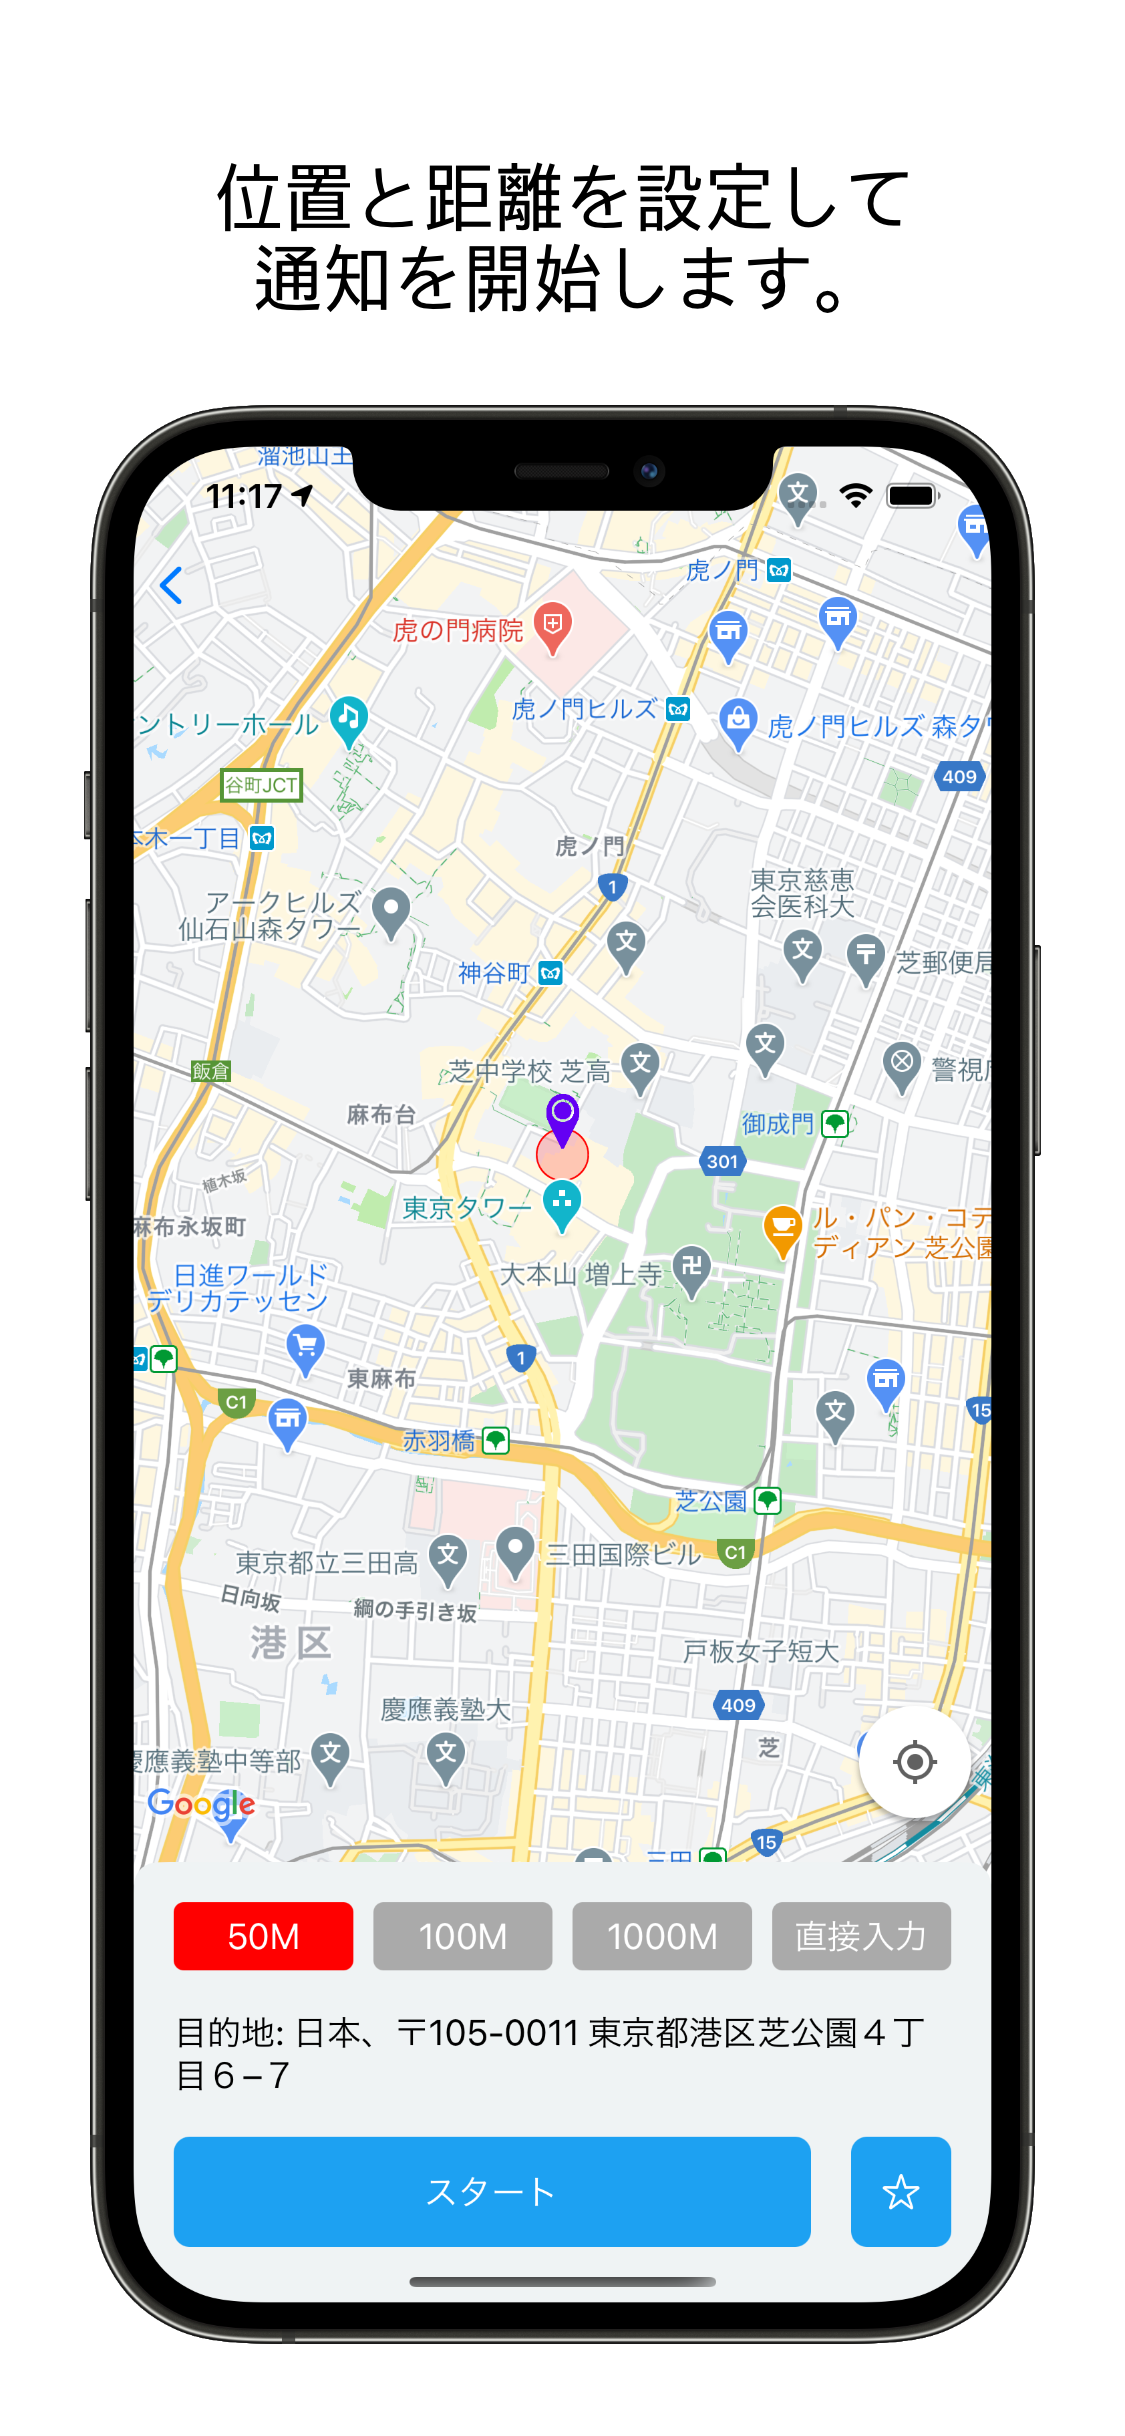 位置と距離を設定して
通知を開始します。
溜池山王
11:17
文
虎ノ門
虎の門病院
虎ノ門ヒルズ
ントリーホール
虎ノ門ヒルズ 森タワ
409
谷町JCT
本木一丁目
虎ノ門
1
東京慈恵
会医科大
アークヒルズ
仙石山森タワー
文
文
芝郵便局
神谷町
文
芝中学校 芝高
文
警視庁
飯倉
麻布台
御成門
301
植木坂
東京タワー
麻布永坂町
ル・パン・コテ
ディアン 芝公園
大本山 増上寺
卍
日進ワールド
デリカテッセン
1
東麻布
C1
文
15
赤羽橋
芝公園
C1
東京都立三田高
文
三田国際ビル
日向坂
綱の手引き坂
港区
戸板女子短大
409
慶應義塾大
文
芝
慶應義塾中等部
文
Google
15
三田
50M
100M
1000M
直接入力
目的地: 日本、〒105-0011 東京都港区芝公園４丁
目６−７
スタート